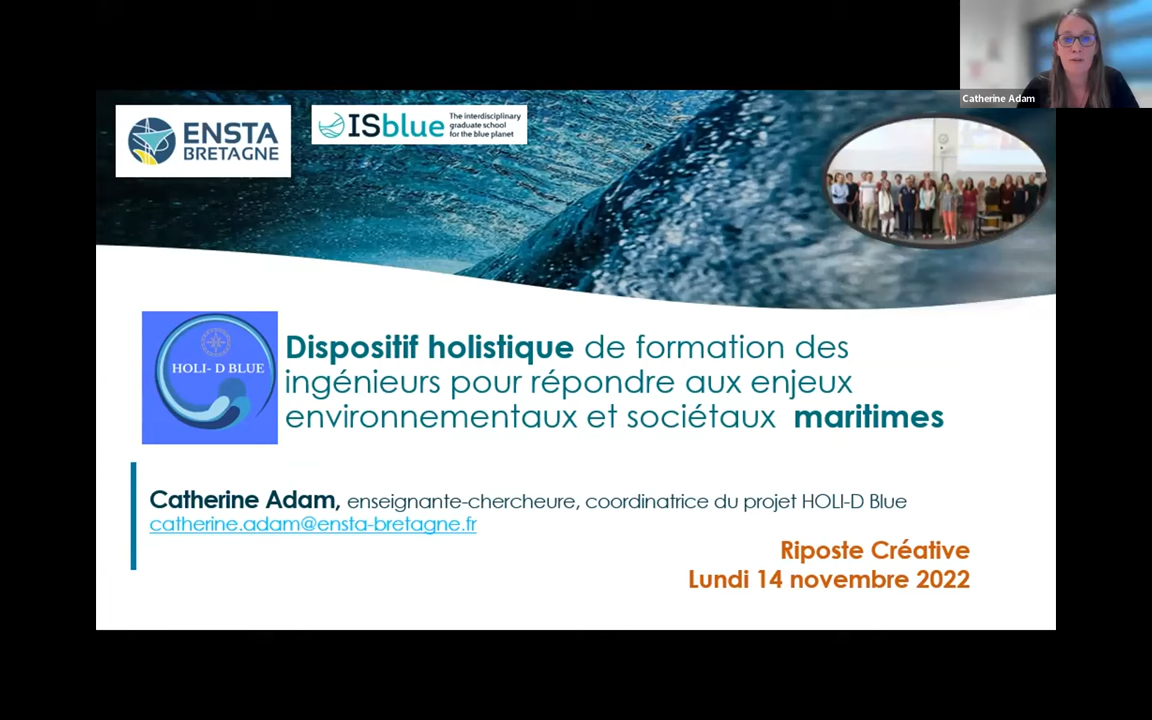 Catherine Adam
ENSTA
BRETAGNE
ISblue
The interdisciplinary
graduate school
for the blue planet
HOLI- D BLUE
Dispositif holistique de formation des
ingénieurs pour répondre aux enjeux
environnementaux et sociétaux maritimes
Catherine Adam, enseignante-chercheure, coordinatrice du projet HOLI-D Blue
catherine.adam@ensta-bretagne.fr
Riposte Créative
Lundi 14 novembre 2022